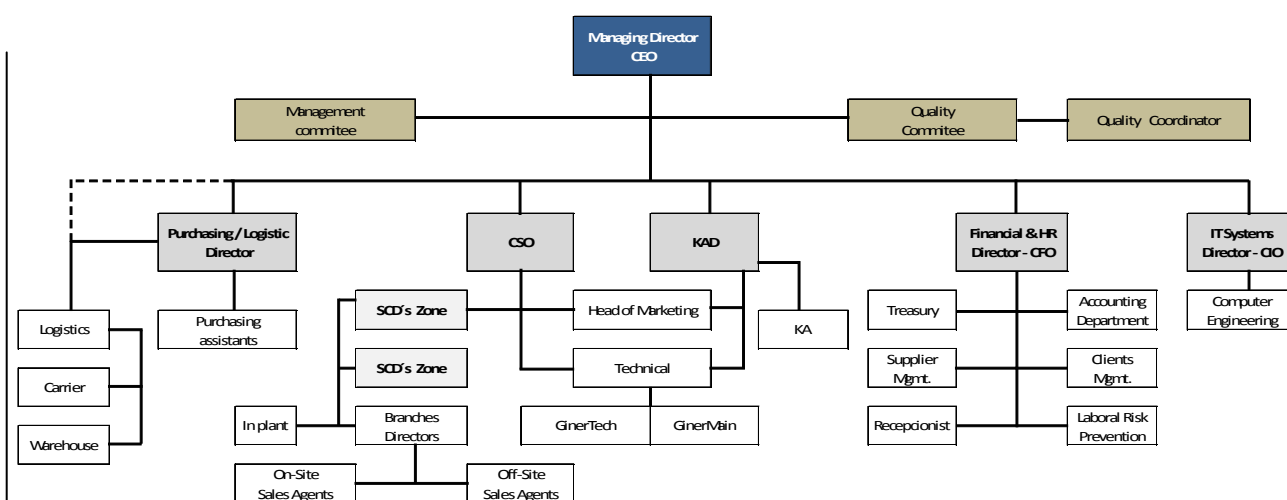 Managing Director
CEO
Management
commitee
Quality
Commitee
Quality Coordinator
Purchasing / Logistic
Director
CSO
KAD
Financial & HR
Director - CFO
IT Systems
Director - CIO
SCD´s Zone
Head of Marketing
Treasury
Accounting
Department
Computer
Engineering
Logistics
Purchasing
assistants
KA
SCD´s Zone
Technical
Supplier
Mgmt.
Clients
Mgmt.
Carrier
In plant
Branches
Directors
GinerTech
GinerMain
Recepcionist
Laboral Risk
Prevention
Warehouse
On-Site
Sales Agents
Off-Site
Sales Agents